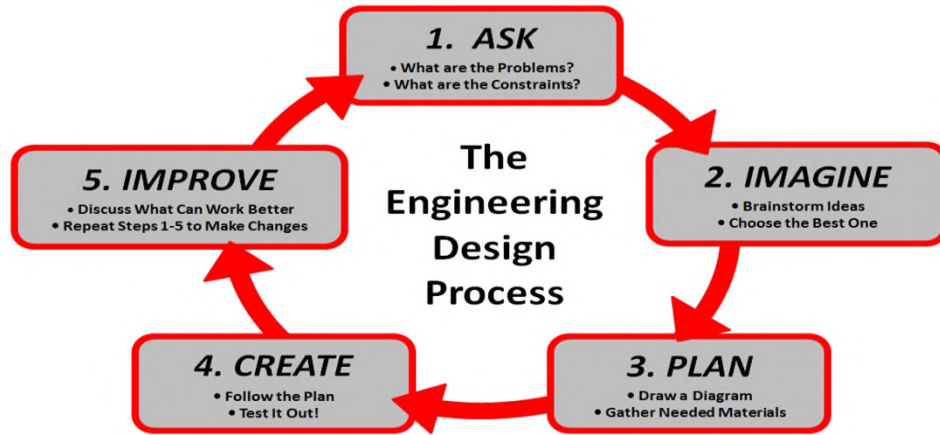 1. ASK
• What are the Problems?
• What are the Constraints?
The
Engineering
Design
Process
2. IMAGINE
• Brainstorm Ideas
• Choose the Best One
3. PLAN
• Draw a Diagram
• Gather Needed Materials
4. CREATE
• Follow the Plan
• Test It Out!
5. IMPROVE
• Discuss What Can Work Better
• Repeat Steps 1-5 to Make Changes